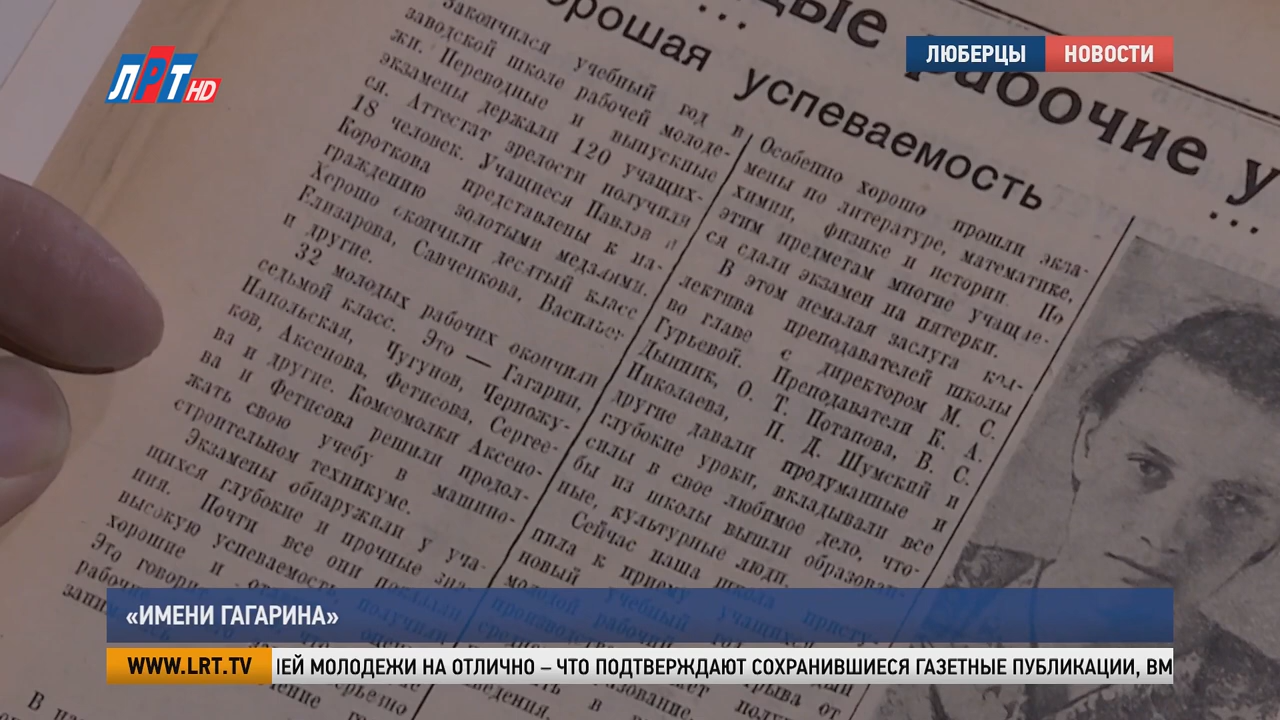 ЛРТ HD
ЛЮБЕРЦЫ НОВОСТИ
рабочие у
орошая успеваемость
Закончился учебный год в
заводской школе рабочей молоде-
жи. Переводные и выпускные
экзамены держали 120 учащих-
ся. Аттестат зрелости получили
18 человек. Учащиеся Павлов и
Короткова представлены к на-
граждению золотыми медалями.
Хорошо окончили десятый класс
Елизарова, Савченкова, Васильев
и другие.
32 молодых рабочих окончили
седьмой класс. Это — Гагарин,
Напольская, Чугунов, Чернову-
ков, Аксенова, Фетисова, Сергее-
ва и другие. Комсомолки Аксено-
ва и Фетисова решили продол-
жать свою учебу в машино-
строительном техникуме.
Экзамены обнаружили у уча-
щихся глубокие и прочные зна-
ния. Почти все они показали
высокую успеваемость, получили
хорошие и
Это говорит
рабочие
Особенно хорошо прошли экза-
мены по литературе, математике,
химии, физике и истории. По
этим предметам многие учащие-
ся сдали экзамен на пятерки.
В этом немалая заслуга кол-
лектива преподавателей школы
во главе с директором М. С.
Гурьевой. Преподаватели К. А.
Дыппик, О. Т. Потапова, В. С.
Николаева, П. Д. Шумский и
другие давали продуманные и
глубокие уроки, вкладывали все
силы в свое любимое дело, что-
бы из школы вышли образован-
ные, культурные люди.
Сейчас наша школа присту-
пила к приему учащихся
новый учебный год
«ИМЕНИ ГАГАРИНА»
WWW.LRT.TV ЕЙ МОЛОДЕЖИ НА ОТЛИЧНО – ЧТО ПОДТВЕРЖДАЮТ СОХРАНИВШИЕСЯ ГАЗЕТНЫЕ ПУБЛИКАЦИИ, ВМ